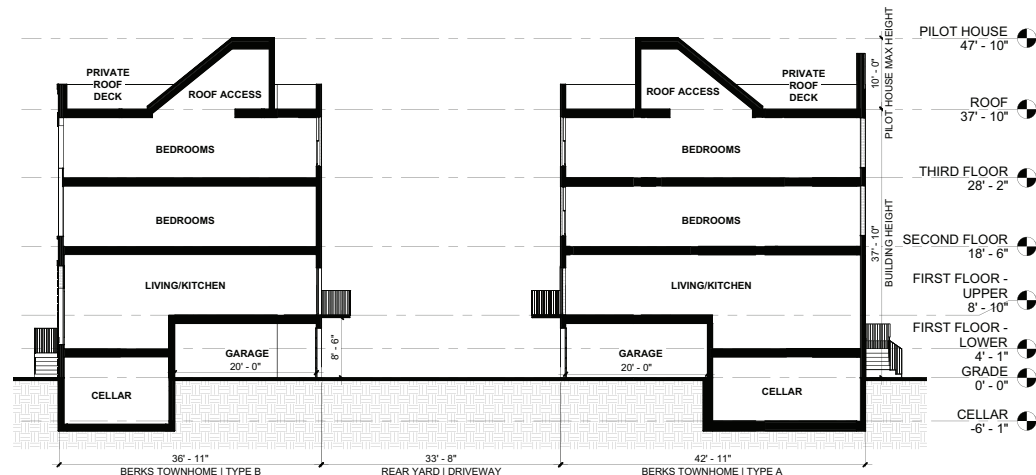 PILOT HOUSE
47' - 10"
PILOT HOUSE MAX HEIGHT
10' - 0"
PRIVATE
ROOF
DECK
ROOF ACCESS
ROOF ACCESS
PRIVATE
ROOF
DECK
ROOF
37' - 10"
BEDROOMS
BEDROOMS
THIRD FLOOR
28' - 2"
BEDROOMS
BEDROOMS
37' - 10"
BUILDING HEIGHT
SECOND FLOOR
18' - 6"
LIVING/KITCHEN
LIVING/KITCHEN
FIRST FLOOR -
UPPER
8' - 10"
FIRST FLOOR -
LOWER
4' - 1"
GARAGE
20' - 0"
8' - 6"
GARAGE
20' - 0"
GRADE
0' - 0"
CELLAR
CELLAR
CELLAR
-6' - 1"
36' - 11"
33' - 8"
42' - 11"
BERKS TOWNHOME | TYPE B
REAR YARD | DRIVEWAY
BERKS TOWNHOME | TYPE A